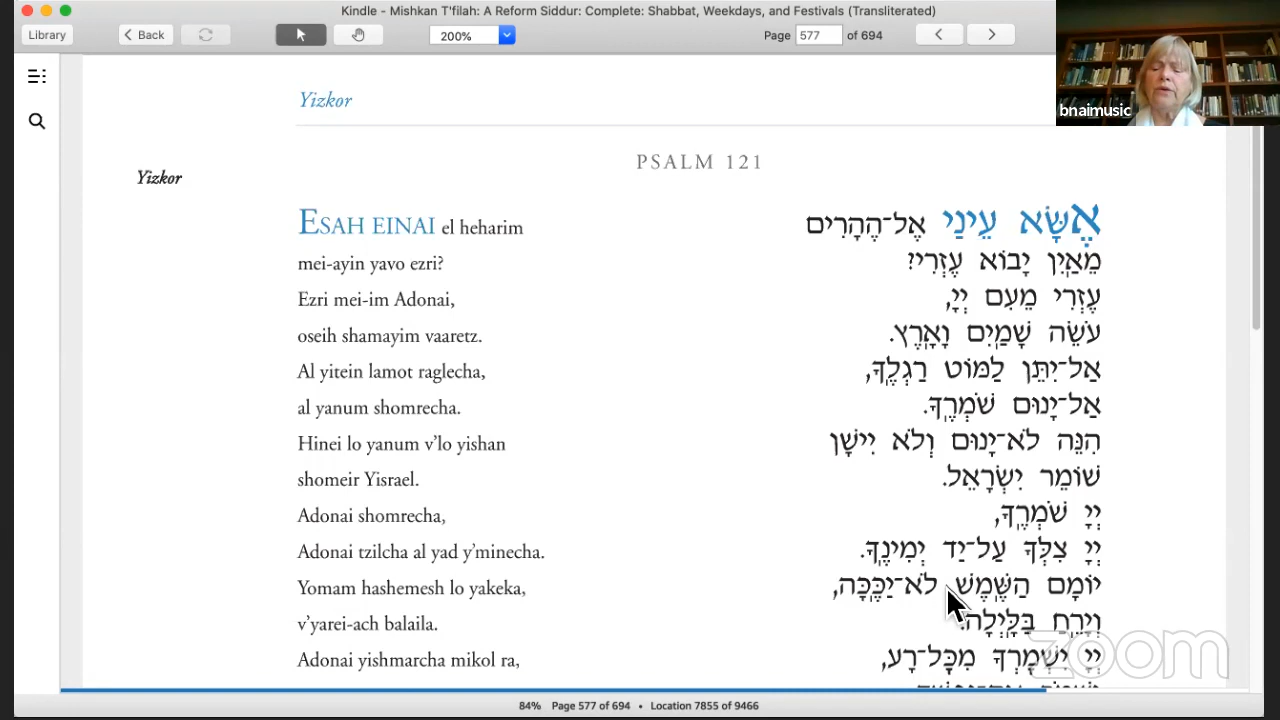 Kindle - Mishkan T'filah: A Reform Siddur: Complete: Shabbat, Weekdays, and Festivals (Transliterated)
Library
Back
200%
Page 577 of 694
bnaimusic
Yizkor
PSALM 121
Yizkor
ESAH EINAI el heharim
mei-ayin yavo ezri?
Ezri mei-im Adonai,
oseih shamayim vaaretz.
Al yitein lamot raglecha,
al yanum shomrecha.
Hinei lo yanum v'lo yishan
shomeir Yisrael.
Adonai shomrecha,
Adonai tzilcha al yad y'minecha.
Yomam hashemesh lo yakeka,
v'yarei-ach balaila.
Adonai yishmarcha mikol ra,
אֶשָּׂא עֵינַי אֶל־הֶהָרִים
מֵאַֽיִן יָבוֹא עֶזְרִי?
עֶזְרִי מֵעִם יְיָ,
עֹשֵׂה שָׁמַֽיִם וָאָֽרֶץ.
אַל־יִתֵּן לַמּוֹט רַגְלֶֽךָ,
אַל־יָנוּם שֹׁמְרֶֽךָ.
הִנֵּה לֹא־יָנוּם וְלֹא יִישָׁן
שׁוֹמֵר יִשְׂרָאֵל.
יְיָ שֹׁמְרֶֽךָ,
יְיָ צִלְּךָ עַל־יַד יְמִינֶֽךָ.
יוֹמָם הַשֶּֽׁמֶשׁ לֹא־יַכֶּֽכָּה,
וְיָרֵֽחַ בַּלָּֽיְלָה.
יְיָ יִשְׁמָרְךָ מִכׇּל־רָע,
zoom
84% Page 577 of 694 • Location 7855 of 9466